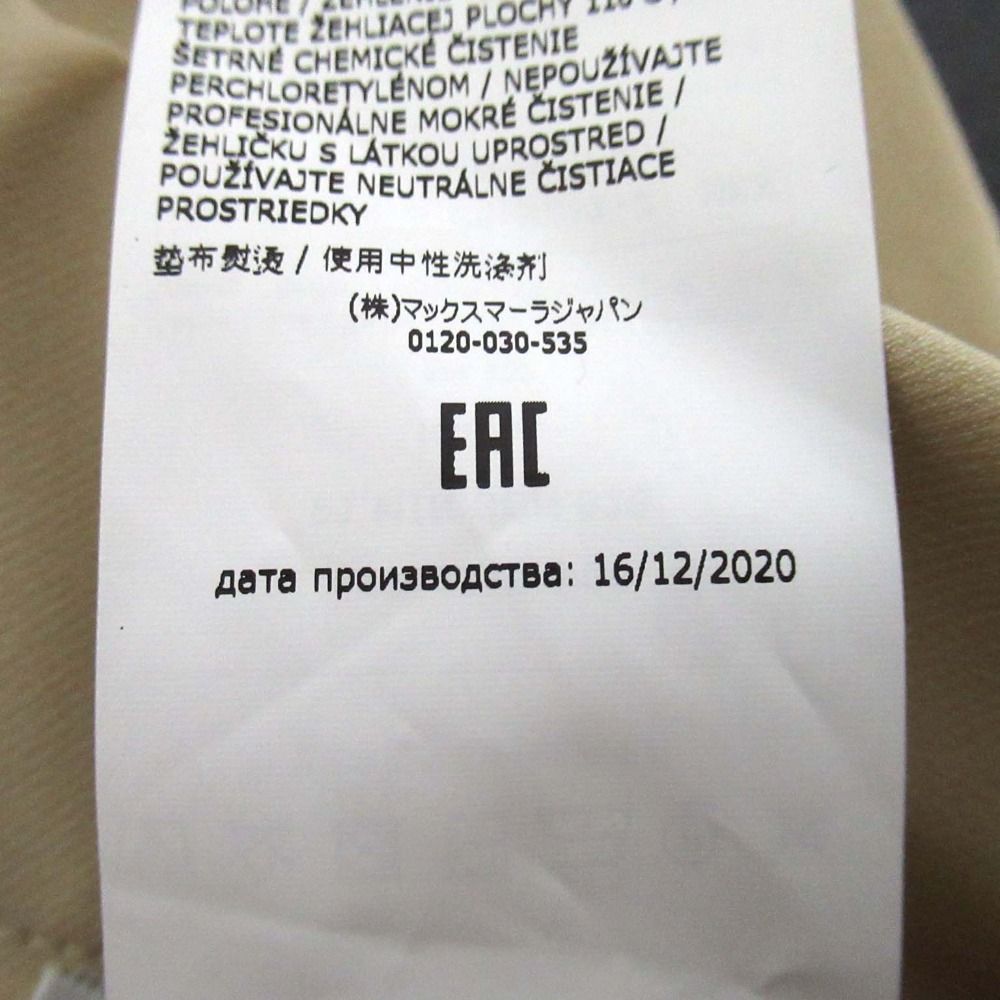 POLOHE /
TEPLOTE ŽEHLIACEJ PLOCHY 110
ŠETRNÉ CHEMICKÉ ČISTENIE
PERCHLORETYLÉNOM / NEPOUŽÍVAJTE
PROFESIONÁLNE MOKRÉ ČISTENIE /
ŽEHLIČKU S LÁTKOU UPROSTRED /
POUŽÍVAJTE NEUTRÁLNE ČISTIACE
PROSTRIEDKY
垫布熨烫 / 使用中性洗涤剂
(株)マックスマーラジャパン
0120-030-535
EAC
дата производства: 16/12/2020